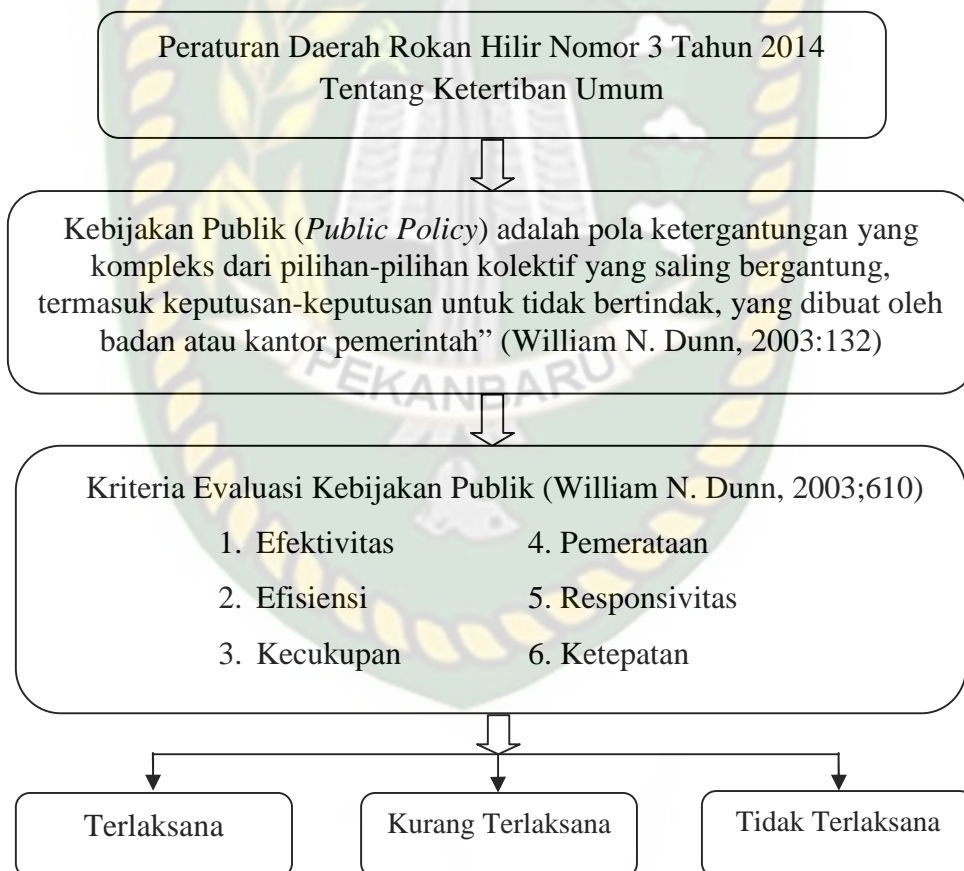 Peraturan Daerah Rokan Hilir Nomor 3 Tahun 2014
Tentang Ketertiban Umum
Kebijakan Publik (Public Policy) adalah pola ketergantungan yang
kompleks dari pilihan-pilihan kolektif yang saling bergantung,
termasuk keputusan-keputusan untuk tidak bertindak, yang dibuat oleh
badan atau kantor pemerintah” (William N. Dunn, 2003:132)
PEKANBARU
Kriteria Evaluasi Kebijakan Publik (William N. Dunn, 2003;610)
1. Efektivitas
2. Efisiensi
3. Kecukupan
4. Pemerataan
5. Responsivitas
6. Ketepatan
Terlaksana
Kurang Terlaksana
Tidak Terlaksana